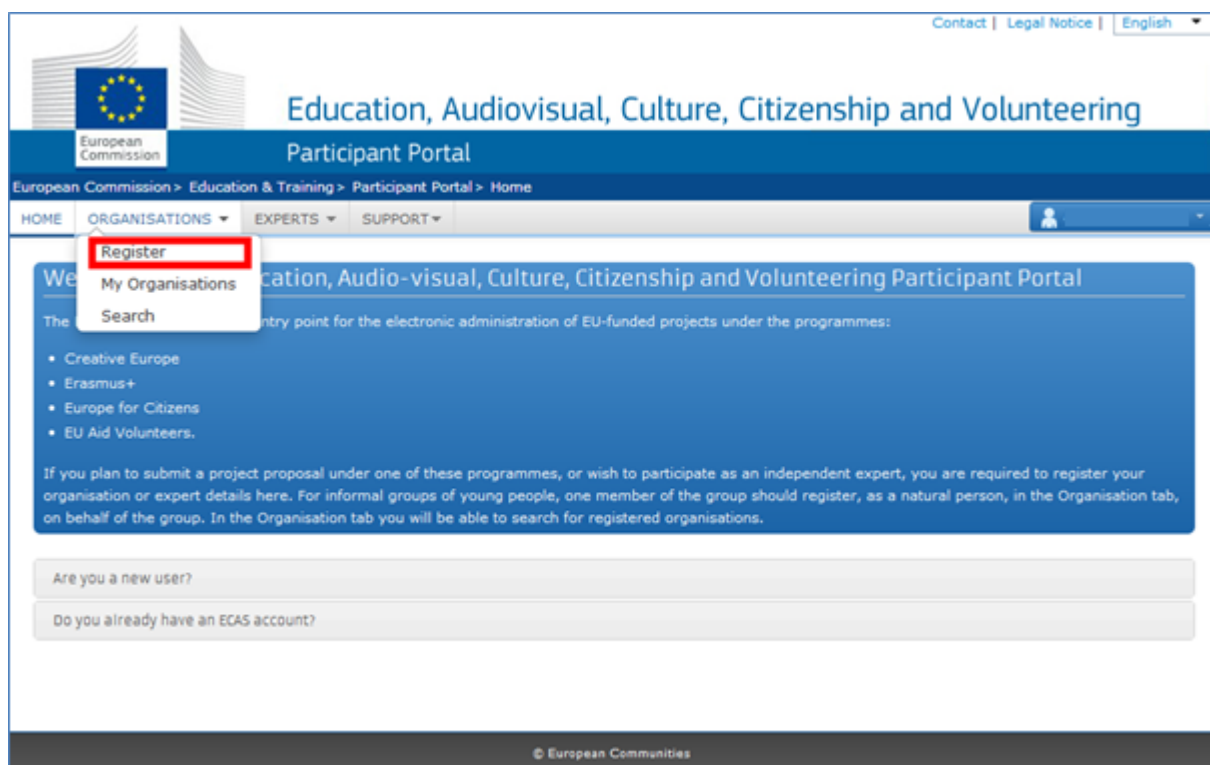 Contact | Legal Notice | English
Education, Audiovisual, Culture, Citizenship and Volunteering
European
Commission
Participant Portal
European Commission > Education & Training > Participant Portal > Home
HOME ORGANISATIONS EXPERTS SUPPORT
Register
My Organisations
Search
We cation, Audio-visual, Culture, Citizenship and Volunteering Participant Portal
The ntry point for the electronic administration of EU-funded projects under the programmes:
• Creative Europe
• Erasmus+
• Europe for Citizens
• EU Aid Volunteers.
If you plan to submit a project proposal under one of these programmes, or wish to participate as an independent expert, you are required to register your
organisation or expert details here. For informal groups of young people, one member of the group should register, as a natural person, in the Organisation tab,
on behalf of the group. In the Organisation tab you will be able to search for registered organisations.
Are you a new user?
Do you already have an ECAS account?
© European Communities